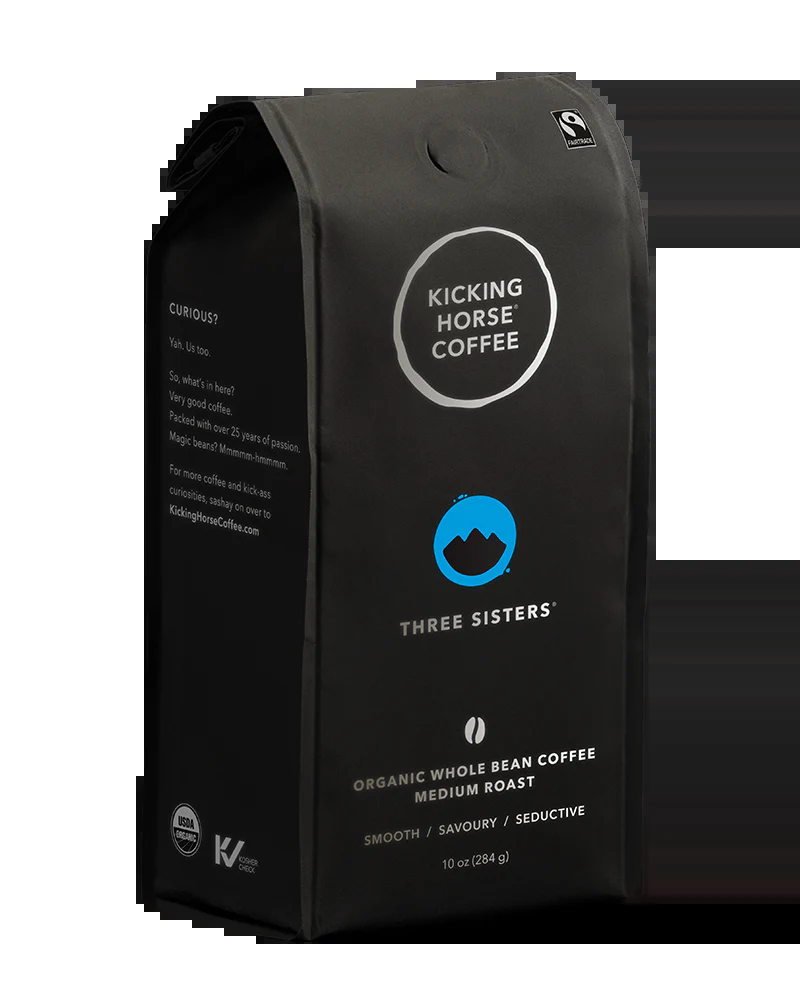 FAIRTRADE
KICKING
HORSE®
COFFEE
THREE SISTERS®
ORGANIC WHOLE BEAN COFFEE
MEDIUM ROAST
SMOOTH / SAVOURY / SEDUCTIVE
10 oz (284 g)
CURIOUS?
Yah. Us too.
So, what's in here?
Very good coffee.
Packed with over 25 years of passion.
Magic beans? Mmmmm-hmmmm.
For more coffee and kick-ass
curiosities, sashay on over to
KickingHorseCoffee.com
USDA
ORGANIC
KV
KOSHER
CHECK